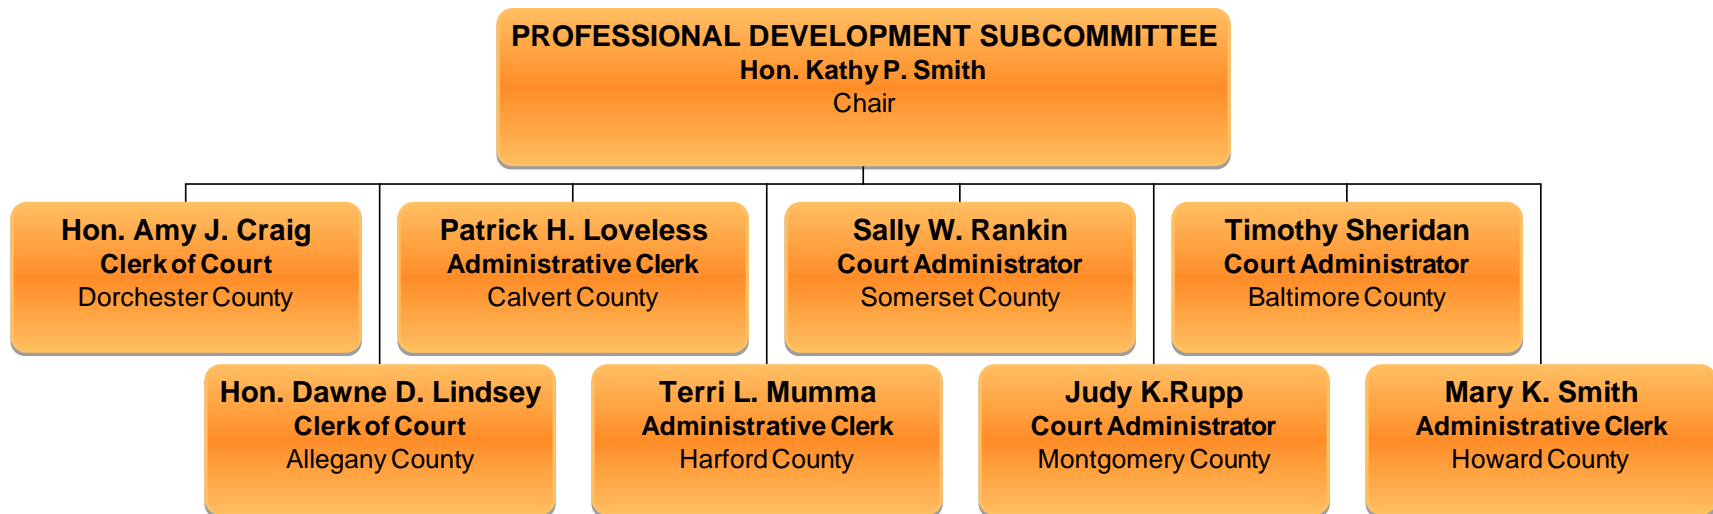 PROFESSIONAL DEVELOPMENT SUBCOMMITTEE
Hon. Kathy P. Smith
Chair
Hon. Amy J. Craig
Clerk of Court
Dorchester County
Patrick H. Loveless
Administrative Clerk
Calvert County
Sally W. Rankin
Court Administrator
Somerset County
Timothy Sheridan
Court Administrator
Baltimore County
Hon. Dawne D. Lindsey
Clerk of Court
Allegany County
Terri L. Mumma
Administrative Clerk
Harford County
Judy K.Rupp
Court Administrator
Montgomery County
Mary K. Smith
Administrative Clerk
Howard County